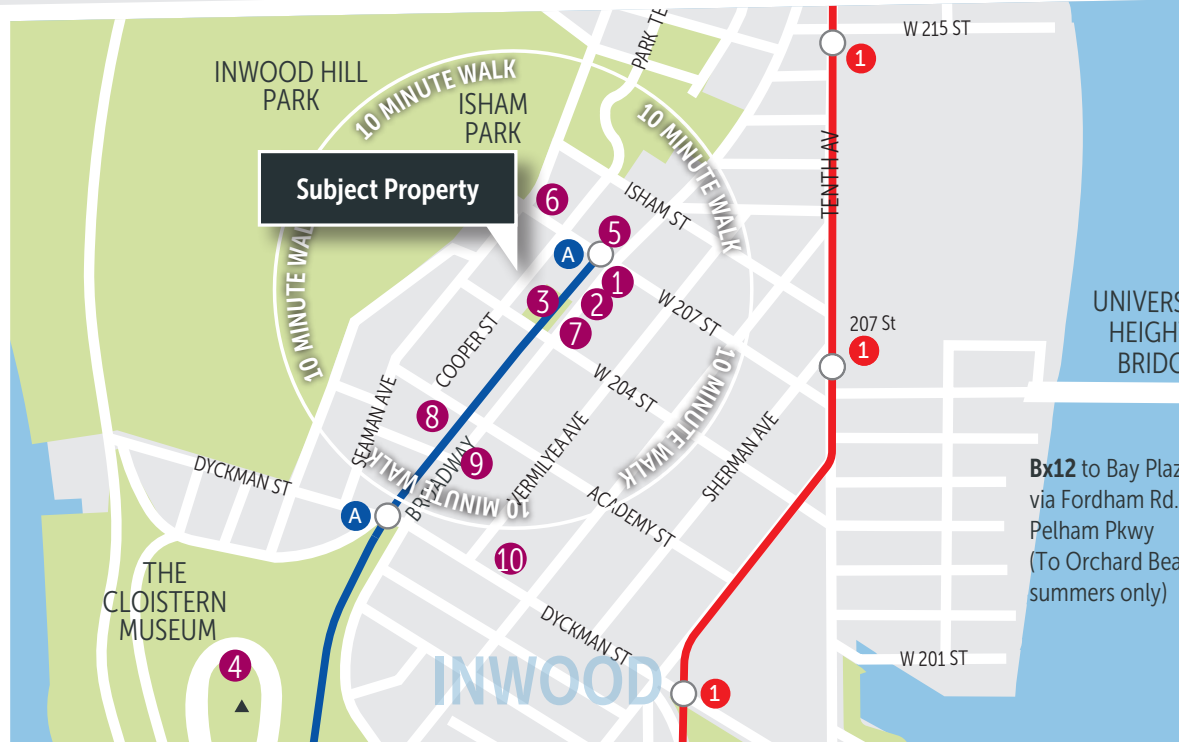 W 215 ST
1
PARK TE
INWOOD HILL
PARK
10 MINUTE WALK
ISHAM
PARK
10 MINUTE WALK
TENTH AV
Subject Property
6
ISHAM ST
5
A
1
3
2
7
W 207 ST
UNIVERS
HEIGH
BRIDG
207 St
1
10 MINUTE WALK
COOPER ST
W 204 ST
10 MINUTE WALK
SEAMAN AVE
8
BROADWAY
9
VERMILYEA AVE
SHERMAN AVE
DYCKMAN ST
10 MINUTE WALK
ACADEMY ST
A
Bx12 to Bay Plaz
via Fordham Rd.
Pelham Pkwy
(To Orchard Bea
summers only)
10
THE
CLOISTERN
MUSEUM
DYCKMAN ST
4
INWOOD
W 201 ST
1